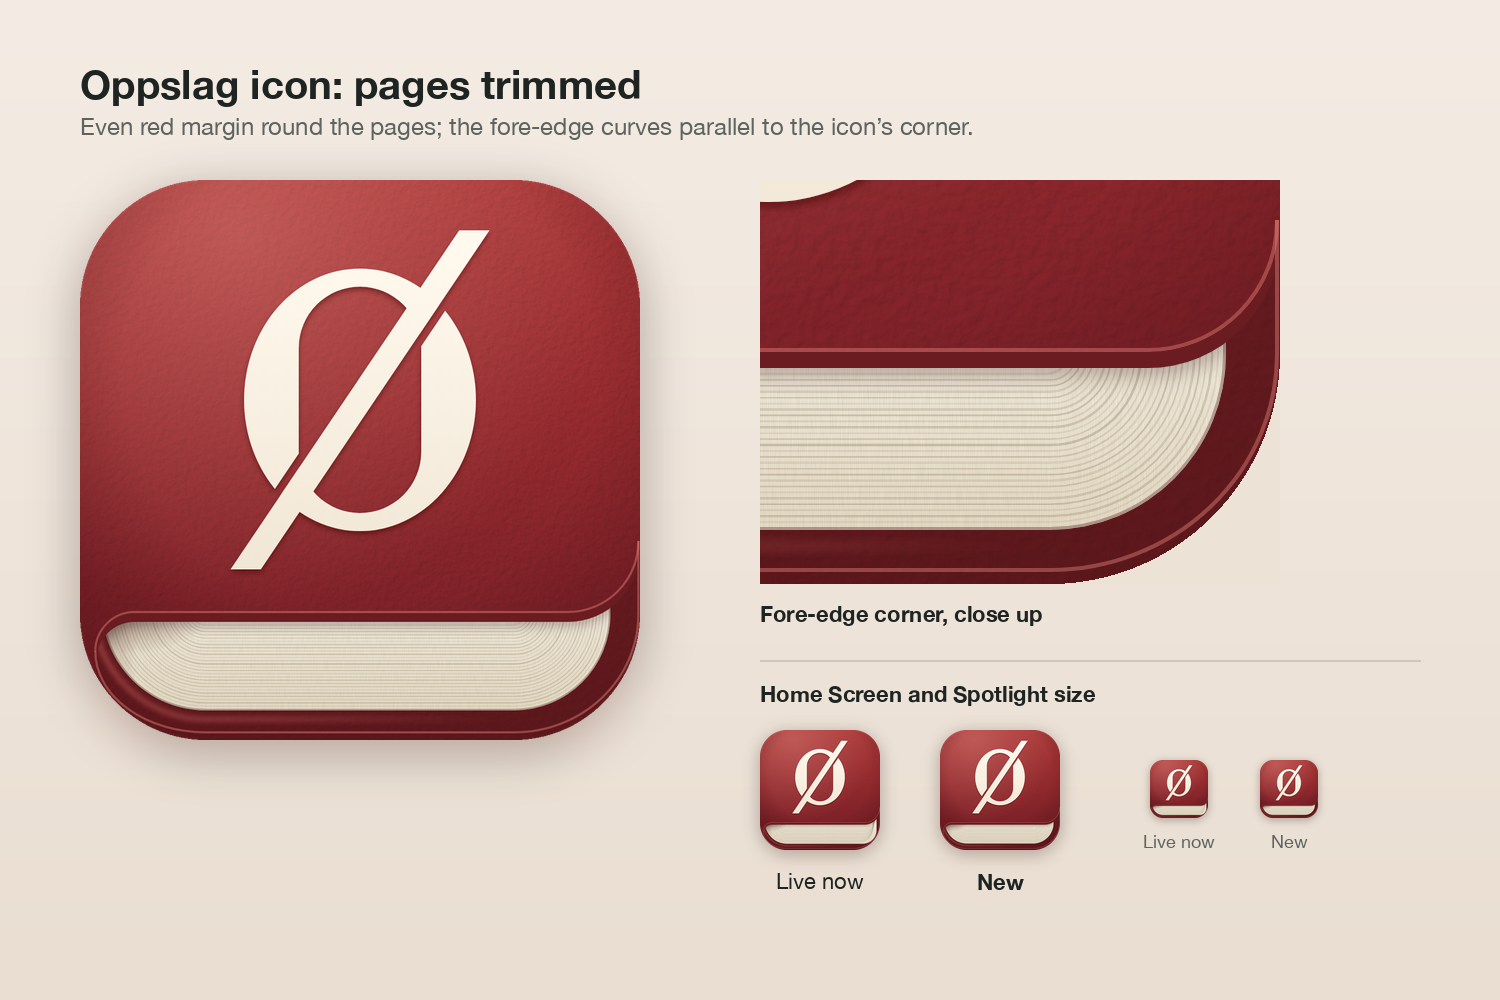 Oppslag icon: pages trimmed
Even red margin round the pages; the fore-edge curves parallel to the icon’s corner.
Ø
Fore-edge corner, close up
Home Screen and Spotlight size
Ø
Ø
Ø
Ø
Live now
New
Live now
New